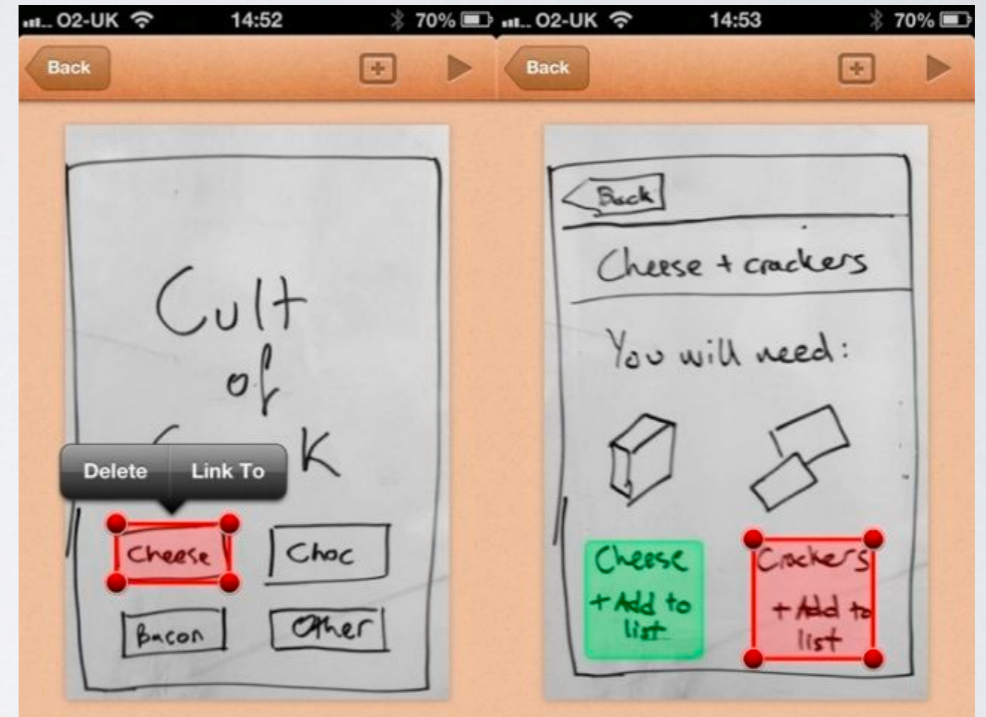 O2-UK 14:52 70%
Back
Cult
of
K
Delete Link To
Cheese Choc
Bacon Other
O2-UK 14:53 70%
Back
Back
Cheese + crackers
You will need:
Cheese Crackers
+ Add to + Add to
list list